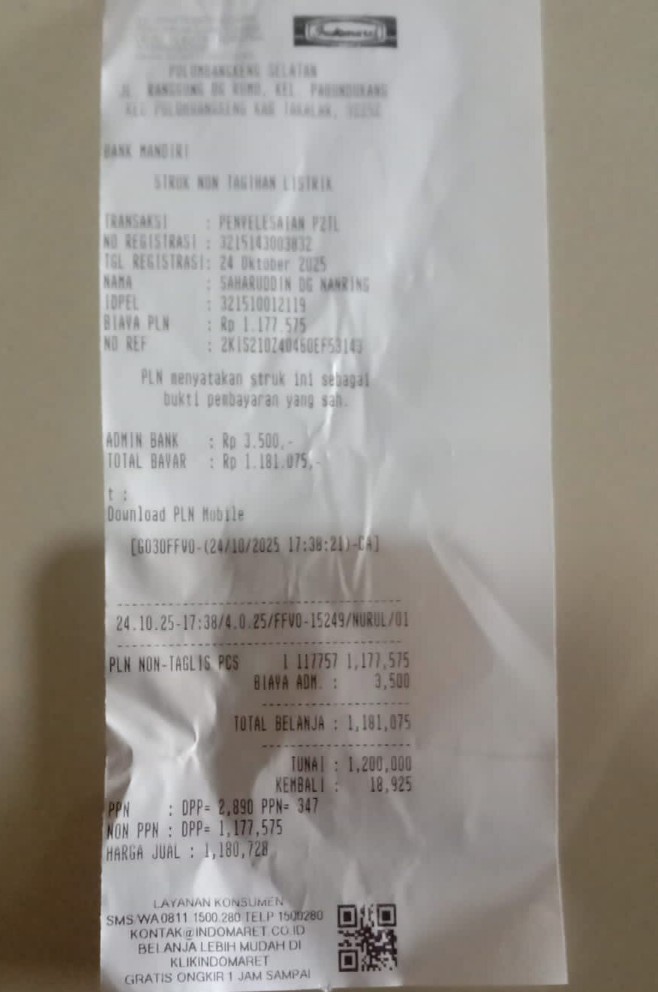 Indomaret
POLOMBANGKENG SELATAN
JL. RANGGONG DG ROMO, KEL. PABUNDUKANG
KEC POLOMBANGKENG KAB TAKALAR, 92252
BANK MANDIRI
STRUK NON TAGIHAN LISTRIK
TRANSAKSI : PENYELESAIAN P2TL
NO REGISTRASI : 3215143003832
TGL REGISTRASI: 24 Oktober 2025
NAMA : SAHARUDDIN DG NANRING
IDPEL : 321510012119
BIAYA PLN : Rp 1.177.575
NO REF : 2KIS210Z40460EF53143
PLN menyatakan struk ini sebagai
bukti pembayaran yang sah.
ADMIN BANK : Rp 3.500,-
TOTAL BAYAR : Rp 1.181.075,-
t :
Download PLN Mobile
[G030FFVO-(24/10/2025 17:38:21)-DA]
24.10.25-17:38/4.0.25/FFVO-15249/NURUL/01
PLN NON-TAGLIS PCS 1 117757 1,177,575
BIAYA ADM. : 3,500
TOTAL BELANJA : 1,181,075
TUNAI : 1,200,000
KEMBALI : 18,925
PPN : DPP= 2,890 PPN= 347
NON PPN : DPP= 1,177,575
HARGA JUAL : 1,180,728
LAYANAN KONSUMEN
SMS/WA 0811.1500.280 TELP 1500280
KONTAK@INDOMARET.CO.ID
BELANJA LEBIH MUDAH DI
KLIKINDOMARET
GRATIS ONGKIR 1 JAM SAMPAI